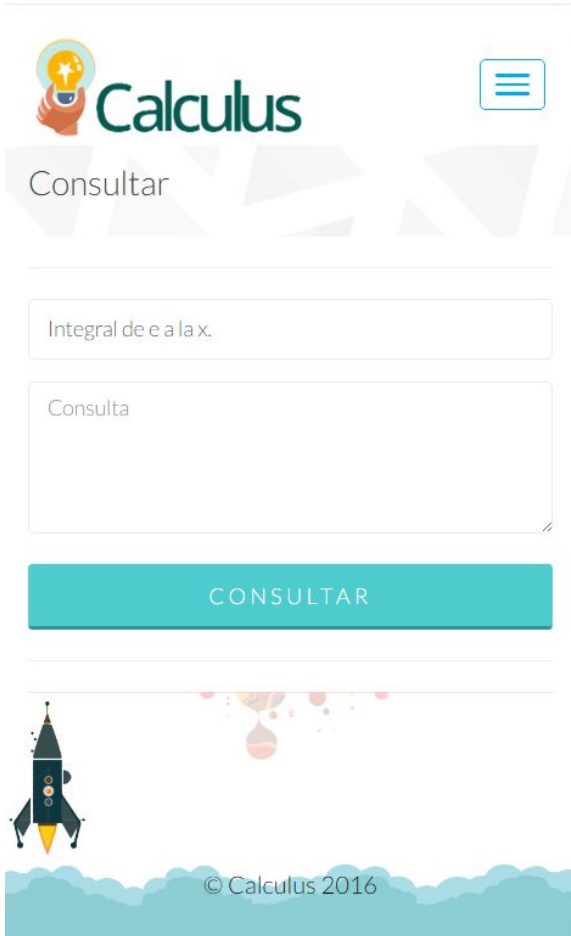 Calculus
Consultar
Integral de e a la x.
Consulta
CONSULTAR
© Calculus 2016